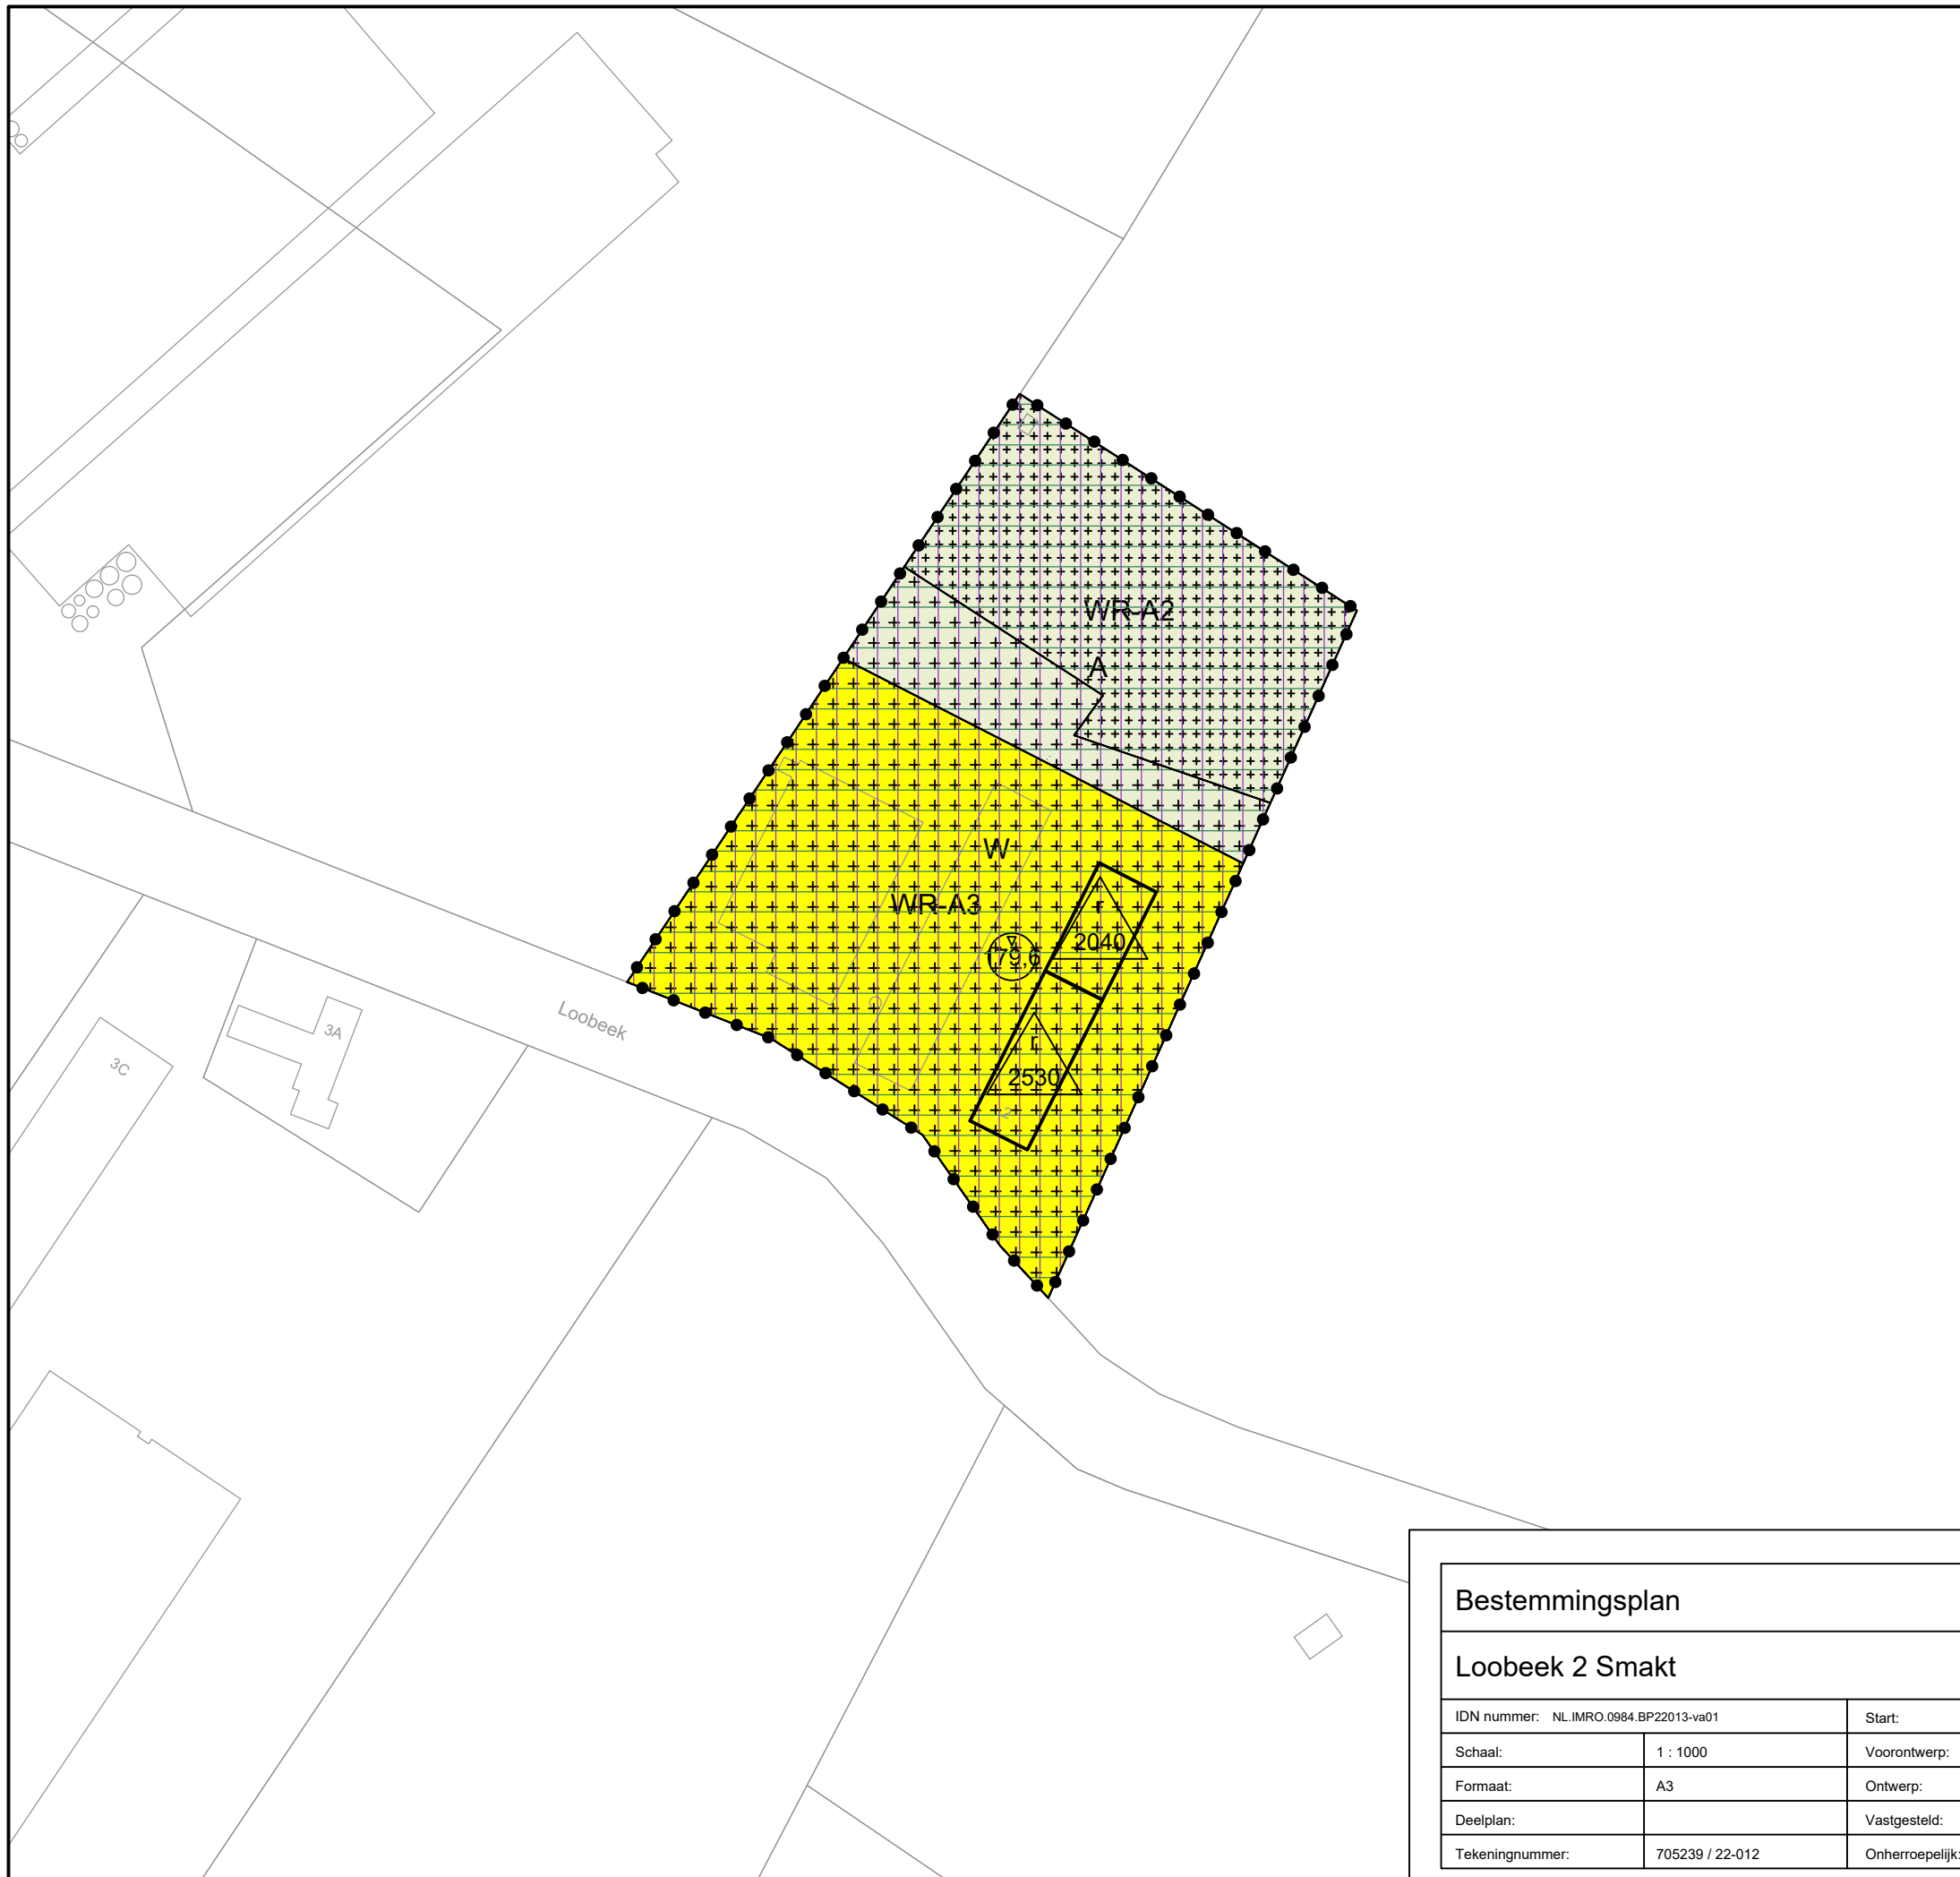 WR-A2
A
W
WR-A3
r
2040
179,6
r
2530
2
Loobeek
3A
3C
Bestemmingsplan
Loobeek 2 Smakt
IDN nummer: NL.IMRO.0984.BP22013-va01 Start:
Schaal: 1 : 1000 Voorontwerp:
Formaat: A3 Ontwerp:
Deelplan: Vastgesteld:
Tekeningnummer: 705239 / 22-012 Onherroepelijk: